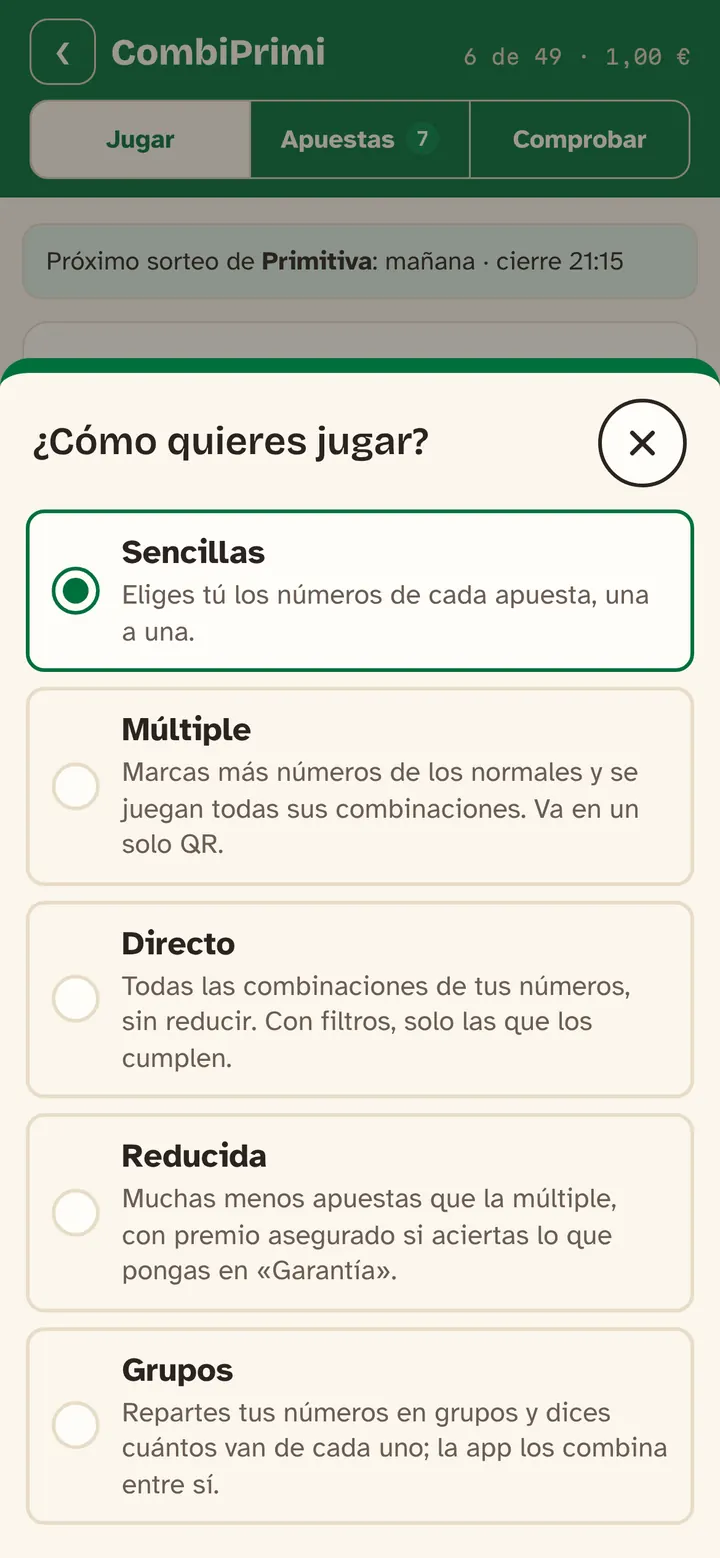 CombiPrimi
6 de 49 · 1,00 €
Jugar
Apuestas 7
Comprobar
Próximo sorteo de Primitiva: mañana · cierre 21:15
¿Cómo quieres jugar?
Sencillas
Eliges tú los números de cada apuesta, una
a una.
Múltiple
Marcas más números de los normales y se
juegan todas sus combinaciones. Va en un
solo QR.
Directo
Todas las combinaciones de tus números,
sin reducir. Con filtros, solo las que los
cumplen.
Reducida
Muchas menos apuestas que la múltiple,
con premio asegurado si aciertas lo que
pongas en «Garantía».
Grupos
Repartes tus números en grupos y dices
cuántos van de cada uno; la app los combina
entre sí.